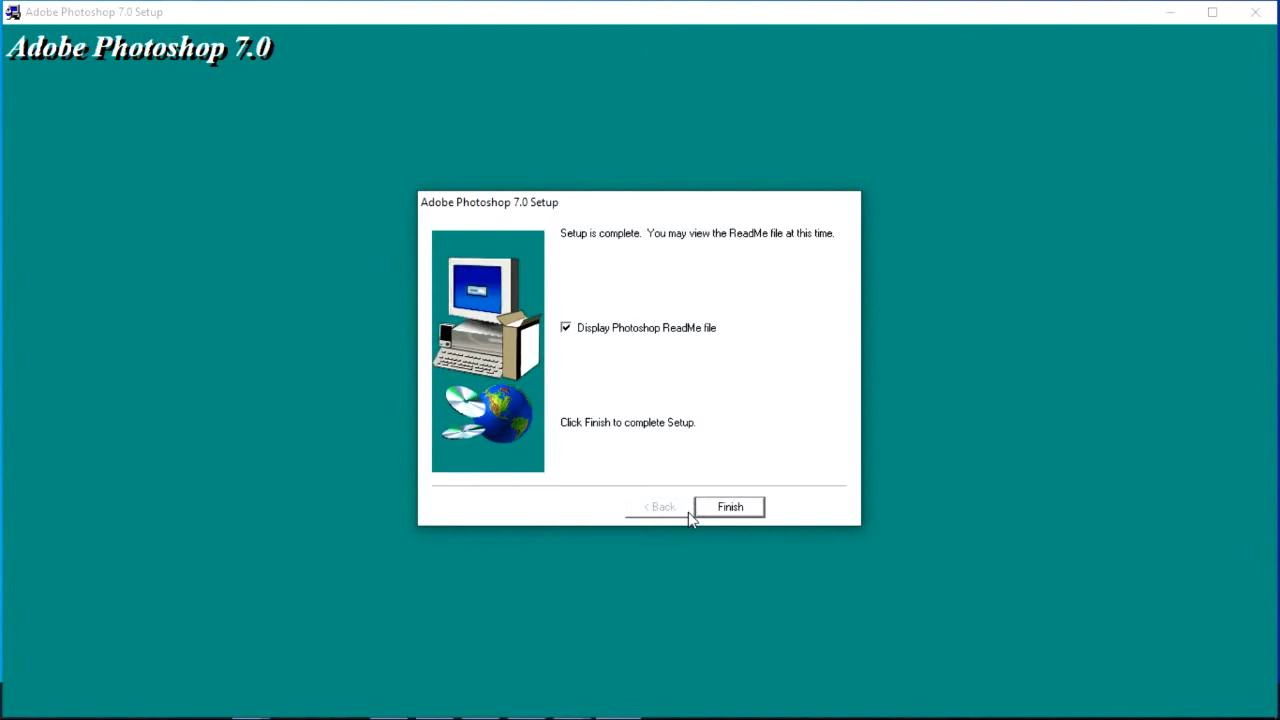 Adobe Photoshop 7.0 Setup
Adobe Photoshop 7.0
Adobe Photoshop 7.0 Setup
Setup is complete.  You may view the ReadMe file at this time.
Display Photoshop ReadMe file
Click Finish to complete Setup.
< Back
Finish